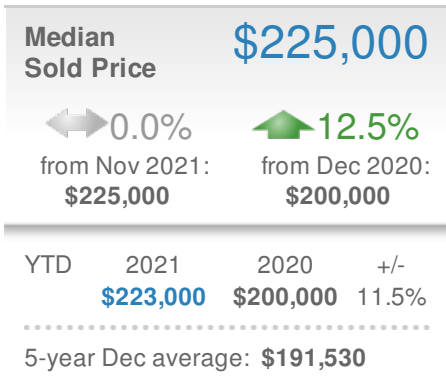 Median
Sold Price
$225,000
0.0%
12.5%
from Nov 2021:
from Dec 2020:
$225,000
$200,000
YTD 2021 2020 +/-
$223,000 $200,000 11.5%
5-year Dec average: $191,530